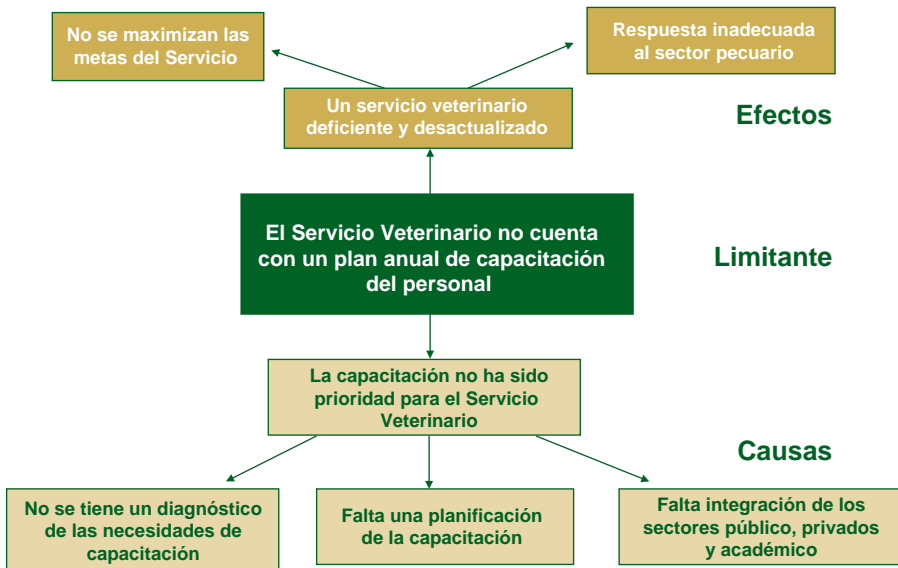 No se maximizan las
metas del Servicio
Respuesta inadecuada
al sector pecuario
Un servicio veterinario
deficiente y desactualizado
Efectos
El Servicio Veterinario no cuenta
con un plan anual de capacitación
del personal
Limitante
La capacitación no ha sido
prioridad para el Servicio
Veterinario
Causas
No se tiene un diagnóstico
de las necesidades de
capacitación
Falta una planificación
de la capacitación
Falta integración de los
sectores público, privados
y académico